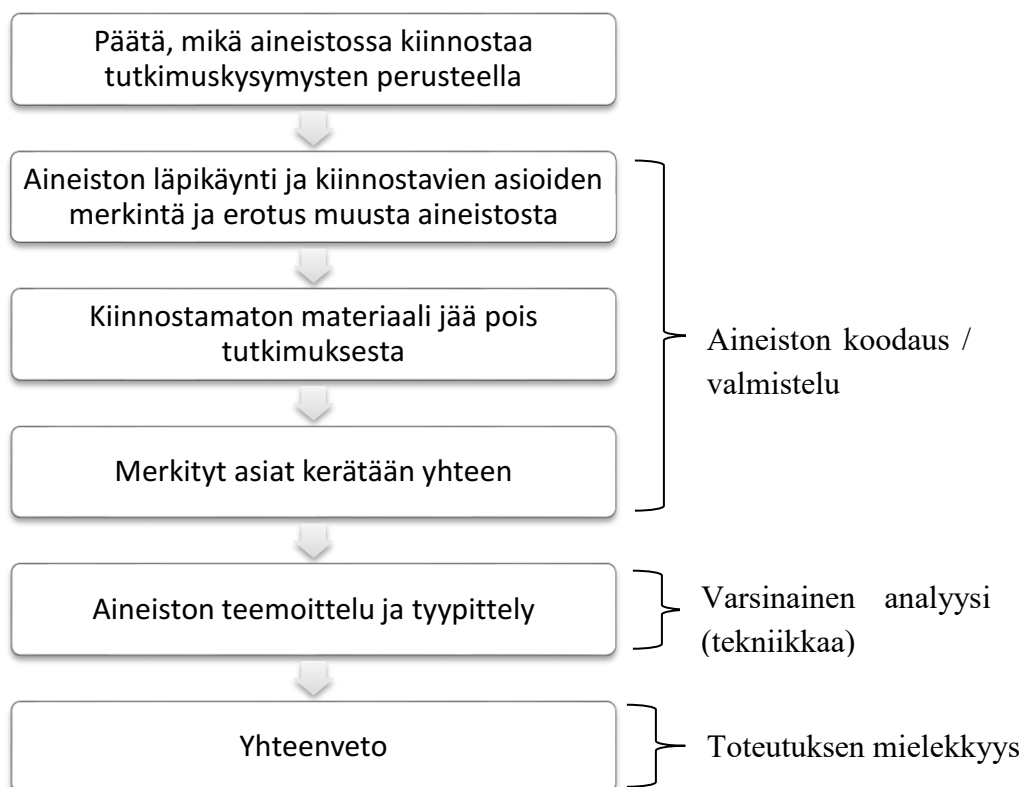 Päätä, mikä aineistossa kiinnostaa
tutkimuskysymysten perusteella
Aineiston läpikäynti ja kiinnostavien asioiden
merkintä ja erotus muusta aineistosta
Kiinnostamaton materiaali jää pois
tutkimuksesta
Aineiston koodaus /
valmistelu
Merkityt asiat kerätään yhteen
Aineiston teemoittelu ja tyypittely
Varsinainen analyysi
(tekniikkaa)
Yhteenveto
Toteutuksen mielekkyys